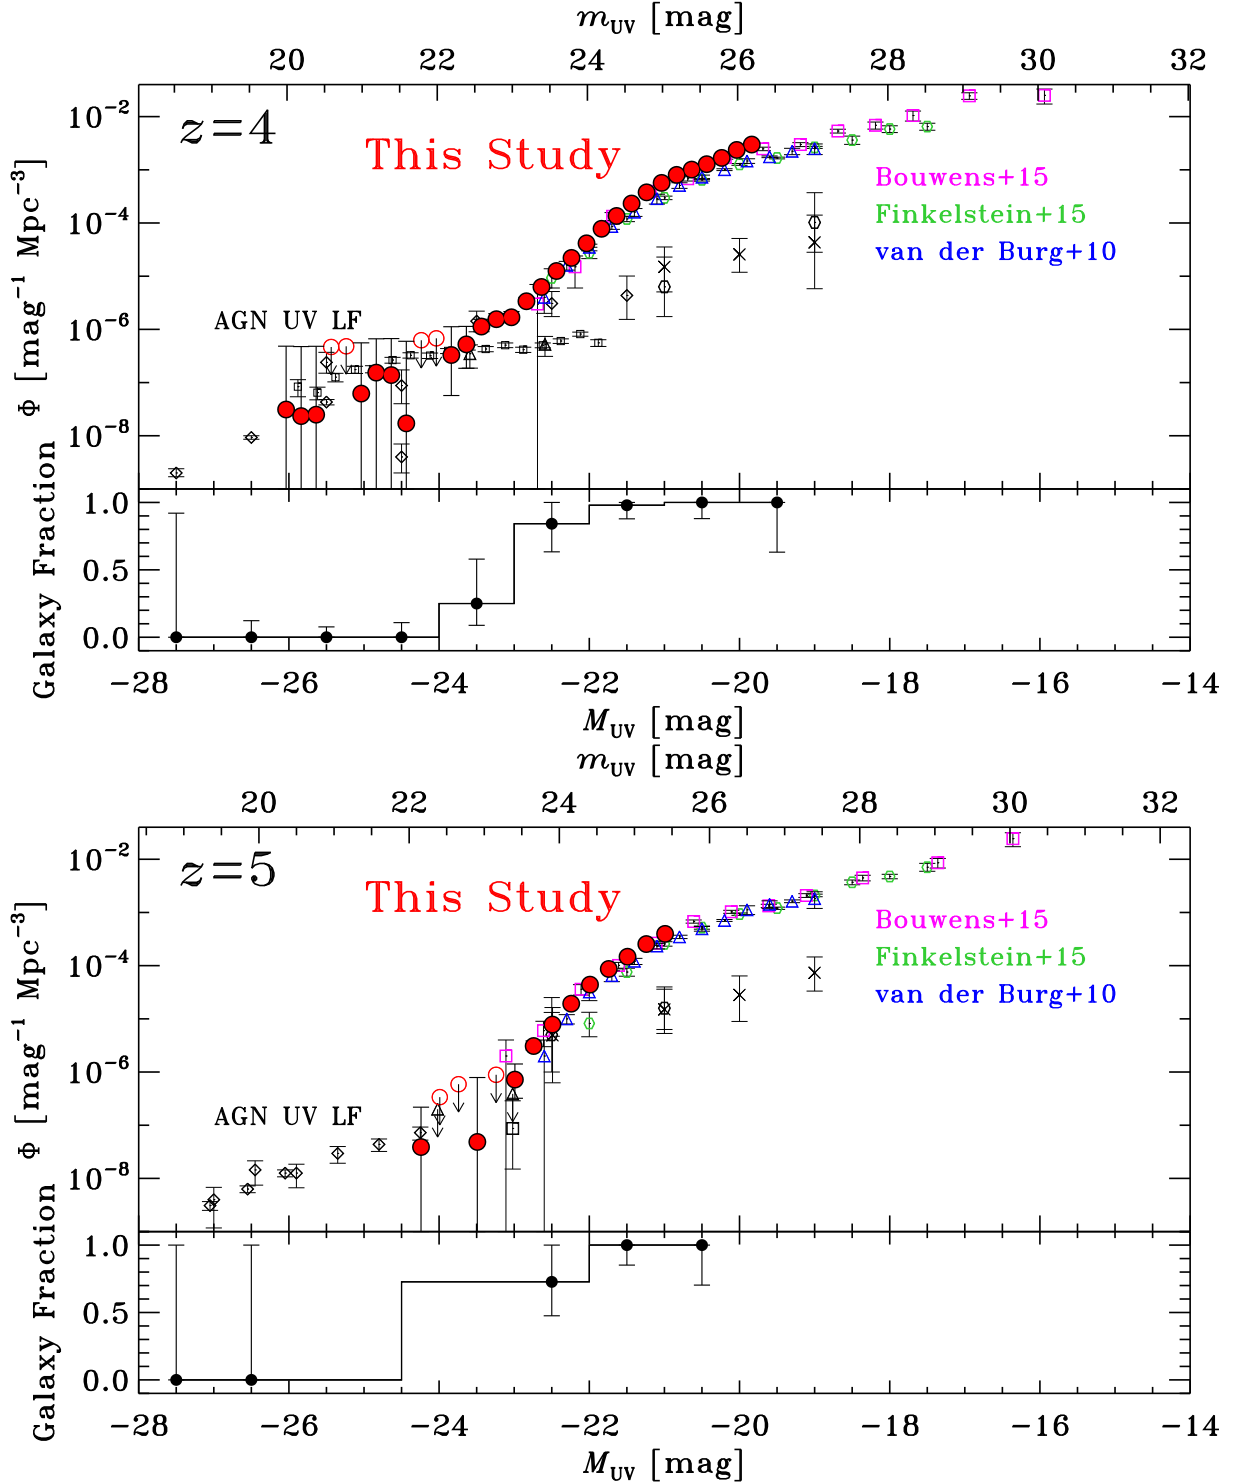 m_UV [mag]
20 22 24 26 28 30 32
z=4
This Study
Bouwens+15
Finkelstein+15
van der Burg+10
AGN UV LF
Φ [mag⁻¹ Mpc⁻³]
10⁻²
10⁻⁴
10⁻⁶
10⁻⁸
Galaxy Fraction
1.0
0.5
0.0
−28 −26 −24 −22 −20 −18 −16 −14
M_UV [mag]
m_UV [mag]
20 22 24 26 28 30 32
z=5
This Study
Bouwens+15
Finkelstein+15
van der Burg+10
AGN UV LF
Φ [mag⁻¹ Mpc⁻³]
10⁻²
10⁻⁴
10⁻⁶
10⁻⁸
Galaxy Fraction
1.0
0.5
0.0
−28 −26 −24 −22 −20 −18 −16 −14
M_UV [mag]